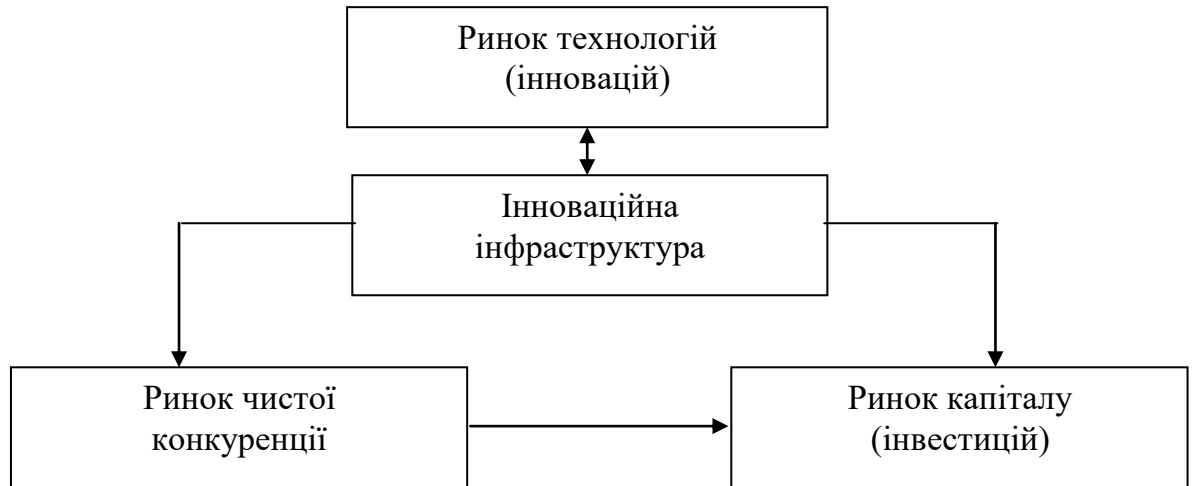 Ринок технологій
(інновацій)
Інноваційна
інфраструктура
Ринок чистої
конкуренції
Ринок капіталу
(інвестицій)